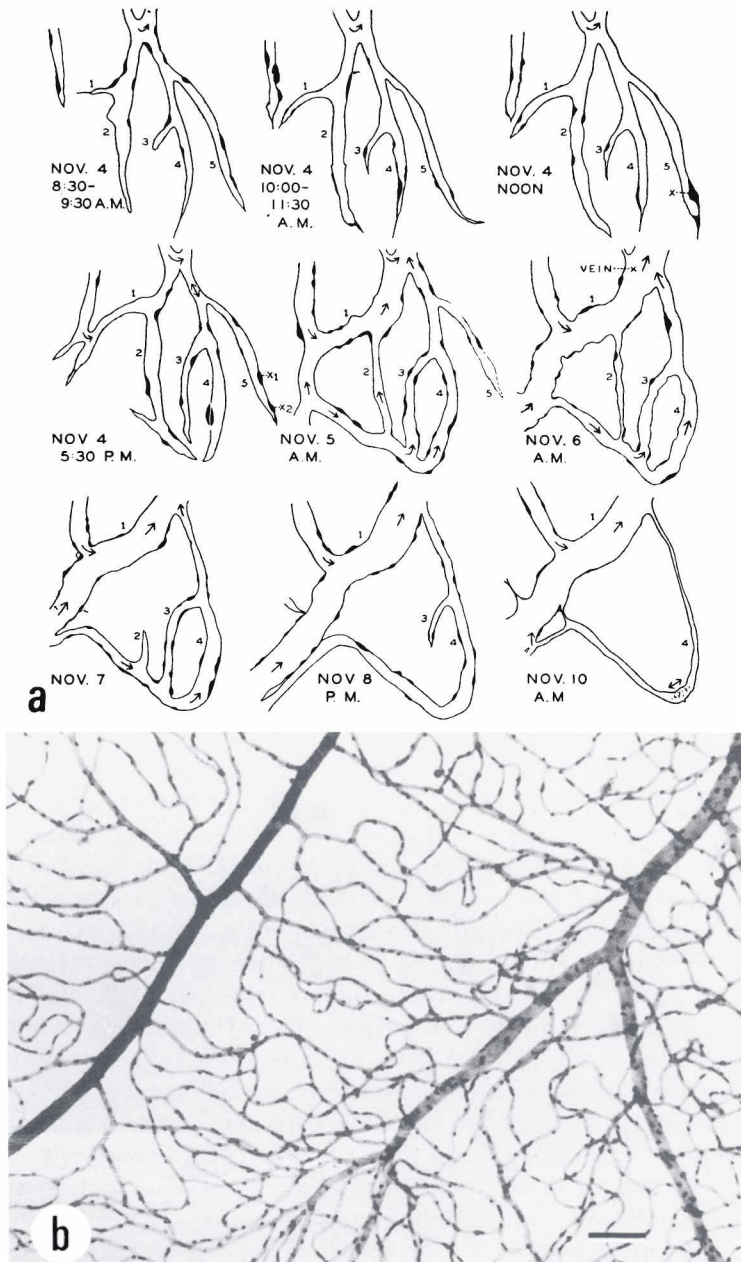 1
2
3
4
5
NOV. 4
8:30-
9:30 A.M.
1
2
3
4
5
NOV. 4
10:00-
11:30
A.M.
1
2
3
4
5
NOV. 4
NOON
X
1
2
3
4
5
X1
X2
NOV 4
5:30 P.M.
1
2
3
4
5
NOV. 5
A.M.
VEIN
X
1
2
3
4
NOV. 6
A.M.
1
2
3
4
NOV. 7
1
3
4
NOV 8
P.M.
1
4
NOV. 10
A.M
a
b